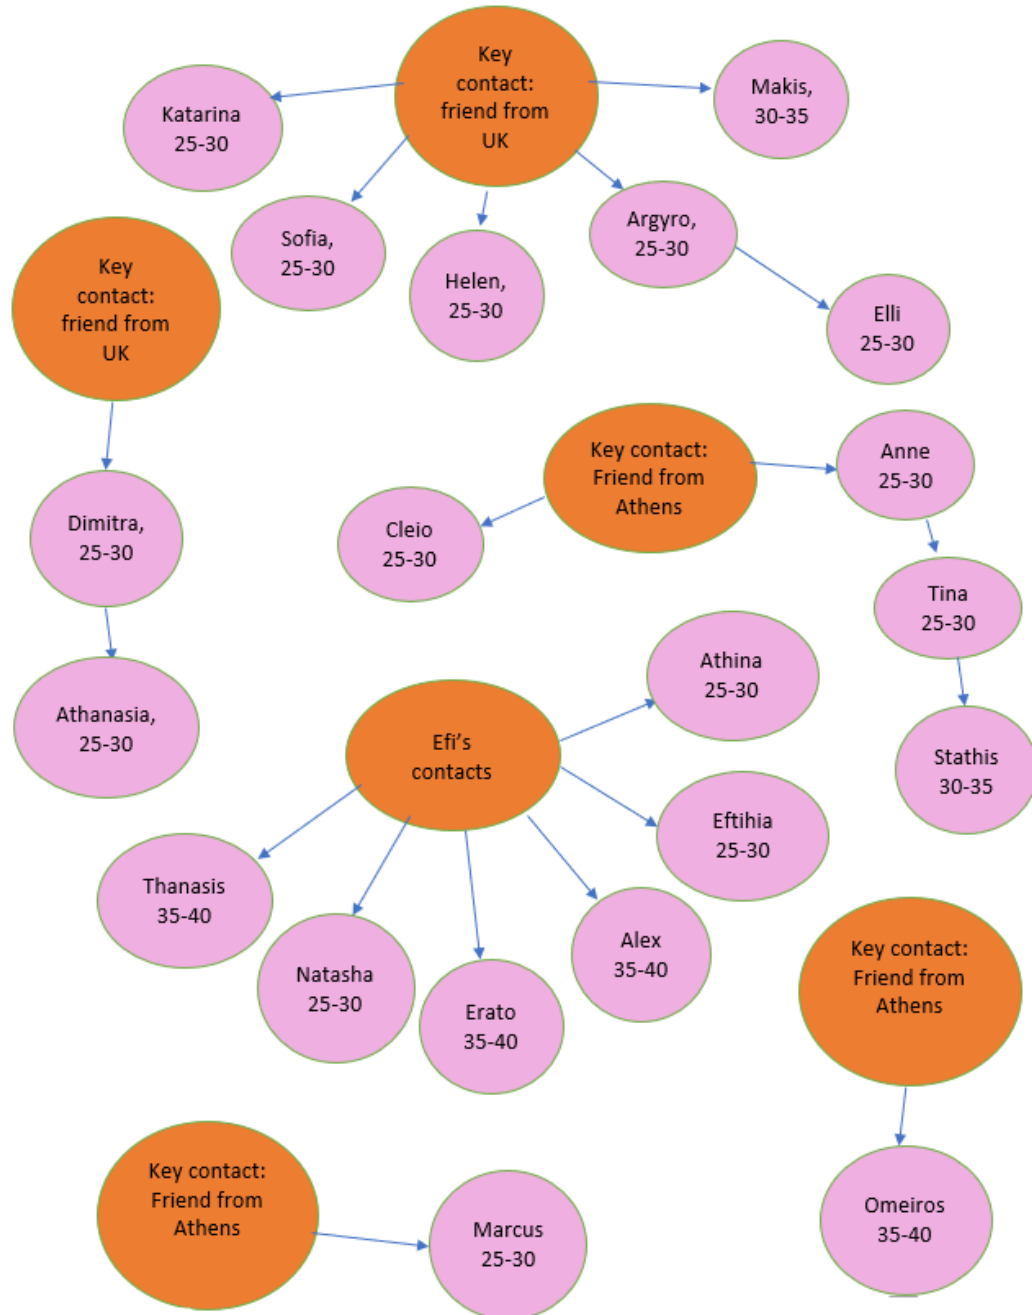 Key
contact:
friend from
UK
Katarina
25-30
Makis,
30-35
Sofia,
25-30
Helen,
25-30
Argyro,
25-30
Elli
25-30
Key
contact:
friend from
UK
Dimitra,
25-30
Athanasia,
25-30
Key contact:
Friend from
Athens
Anne
25-30
Cleio
25-30
Tina
25-30
Stathis
30-35
Efi’s
contacts
Athina
25-30
Eftihia
25-30
Thanasis
35-40
Natasha
25-30
Erato
35-40
Alex
35-40
Key contact:
Friend from
Athens
Omeiros
35-40
Key contact:
Friend from
Athens
Marcus
25-30